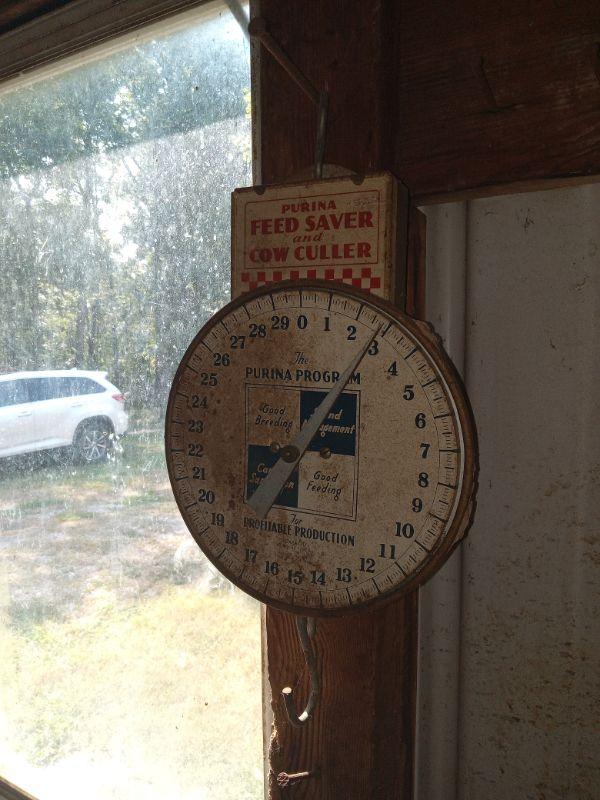 PURINA
FEED SAVER
and
COW CULLER
0 1 2 3 4 5 6 7 8 9 10 11 12 13 14 15 16 17 18 19 20 21 22 23 24 25 26 27 28 29
The
PURINA PROGRAM
Good
Breeding
Good
Feeding
for
PROFITABLE PRODUCTION